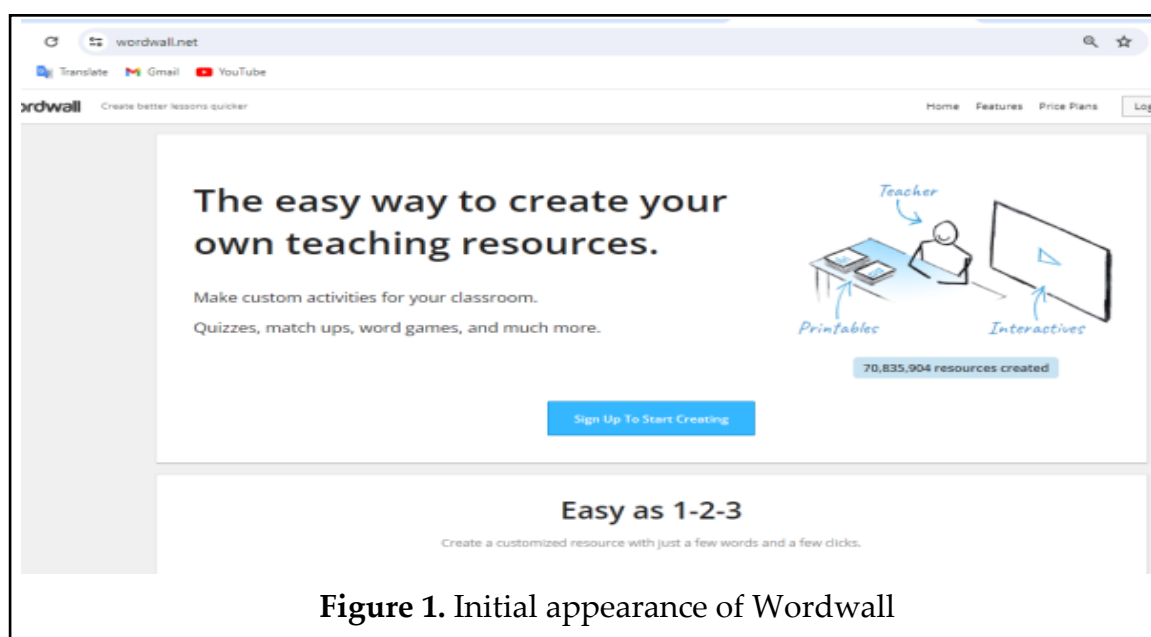 wordwall.net
Translate Gmail YouTube
ordwall Create better lessons quicker Home Features Price Plans Log
The easy way to create your
own teaching resources.
Make custom activities for your classroom.
Quizzes, match ups, word games, and much more.
Teacher
Printables
Interactives
70,835,904 resources created
Sign Up To Start Creating
Easy as 1-2-3
Create a customized resource with just a few words and a few clicks.
Figure 1. Initial appearance of Wordwall